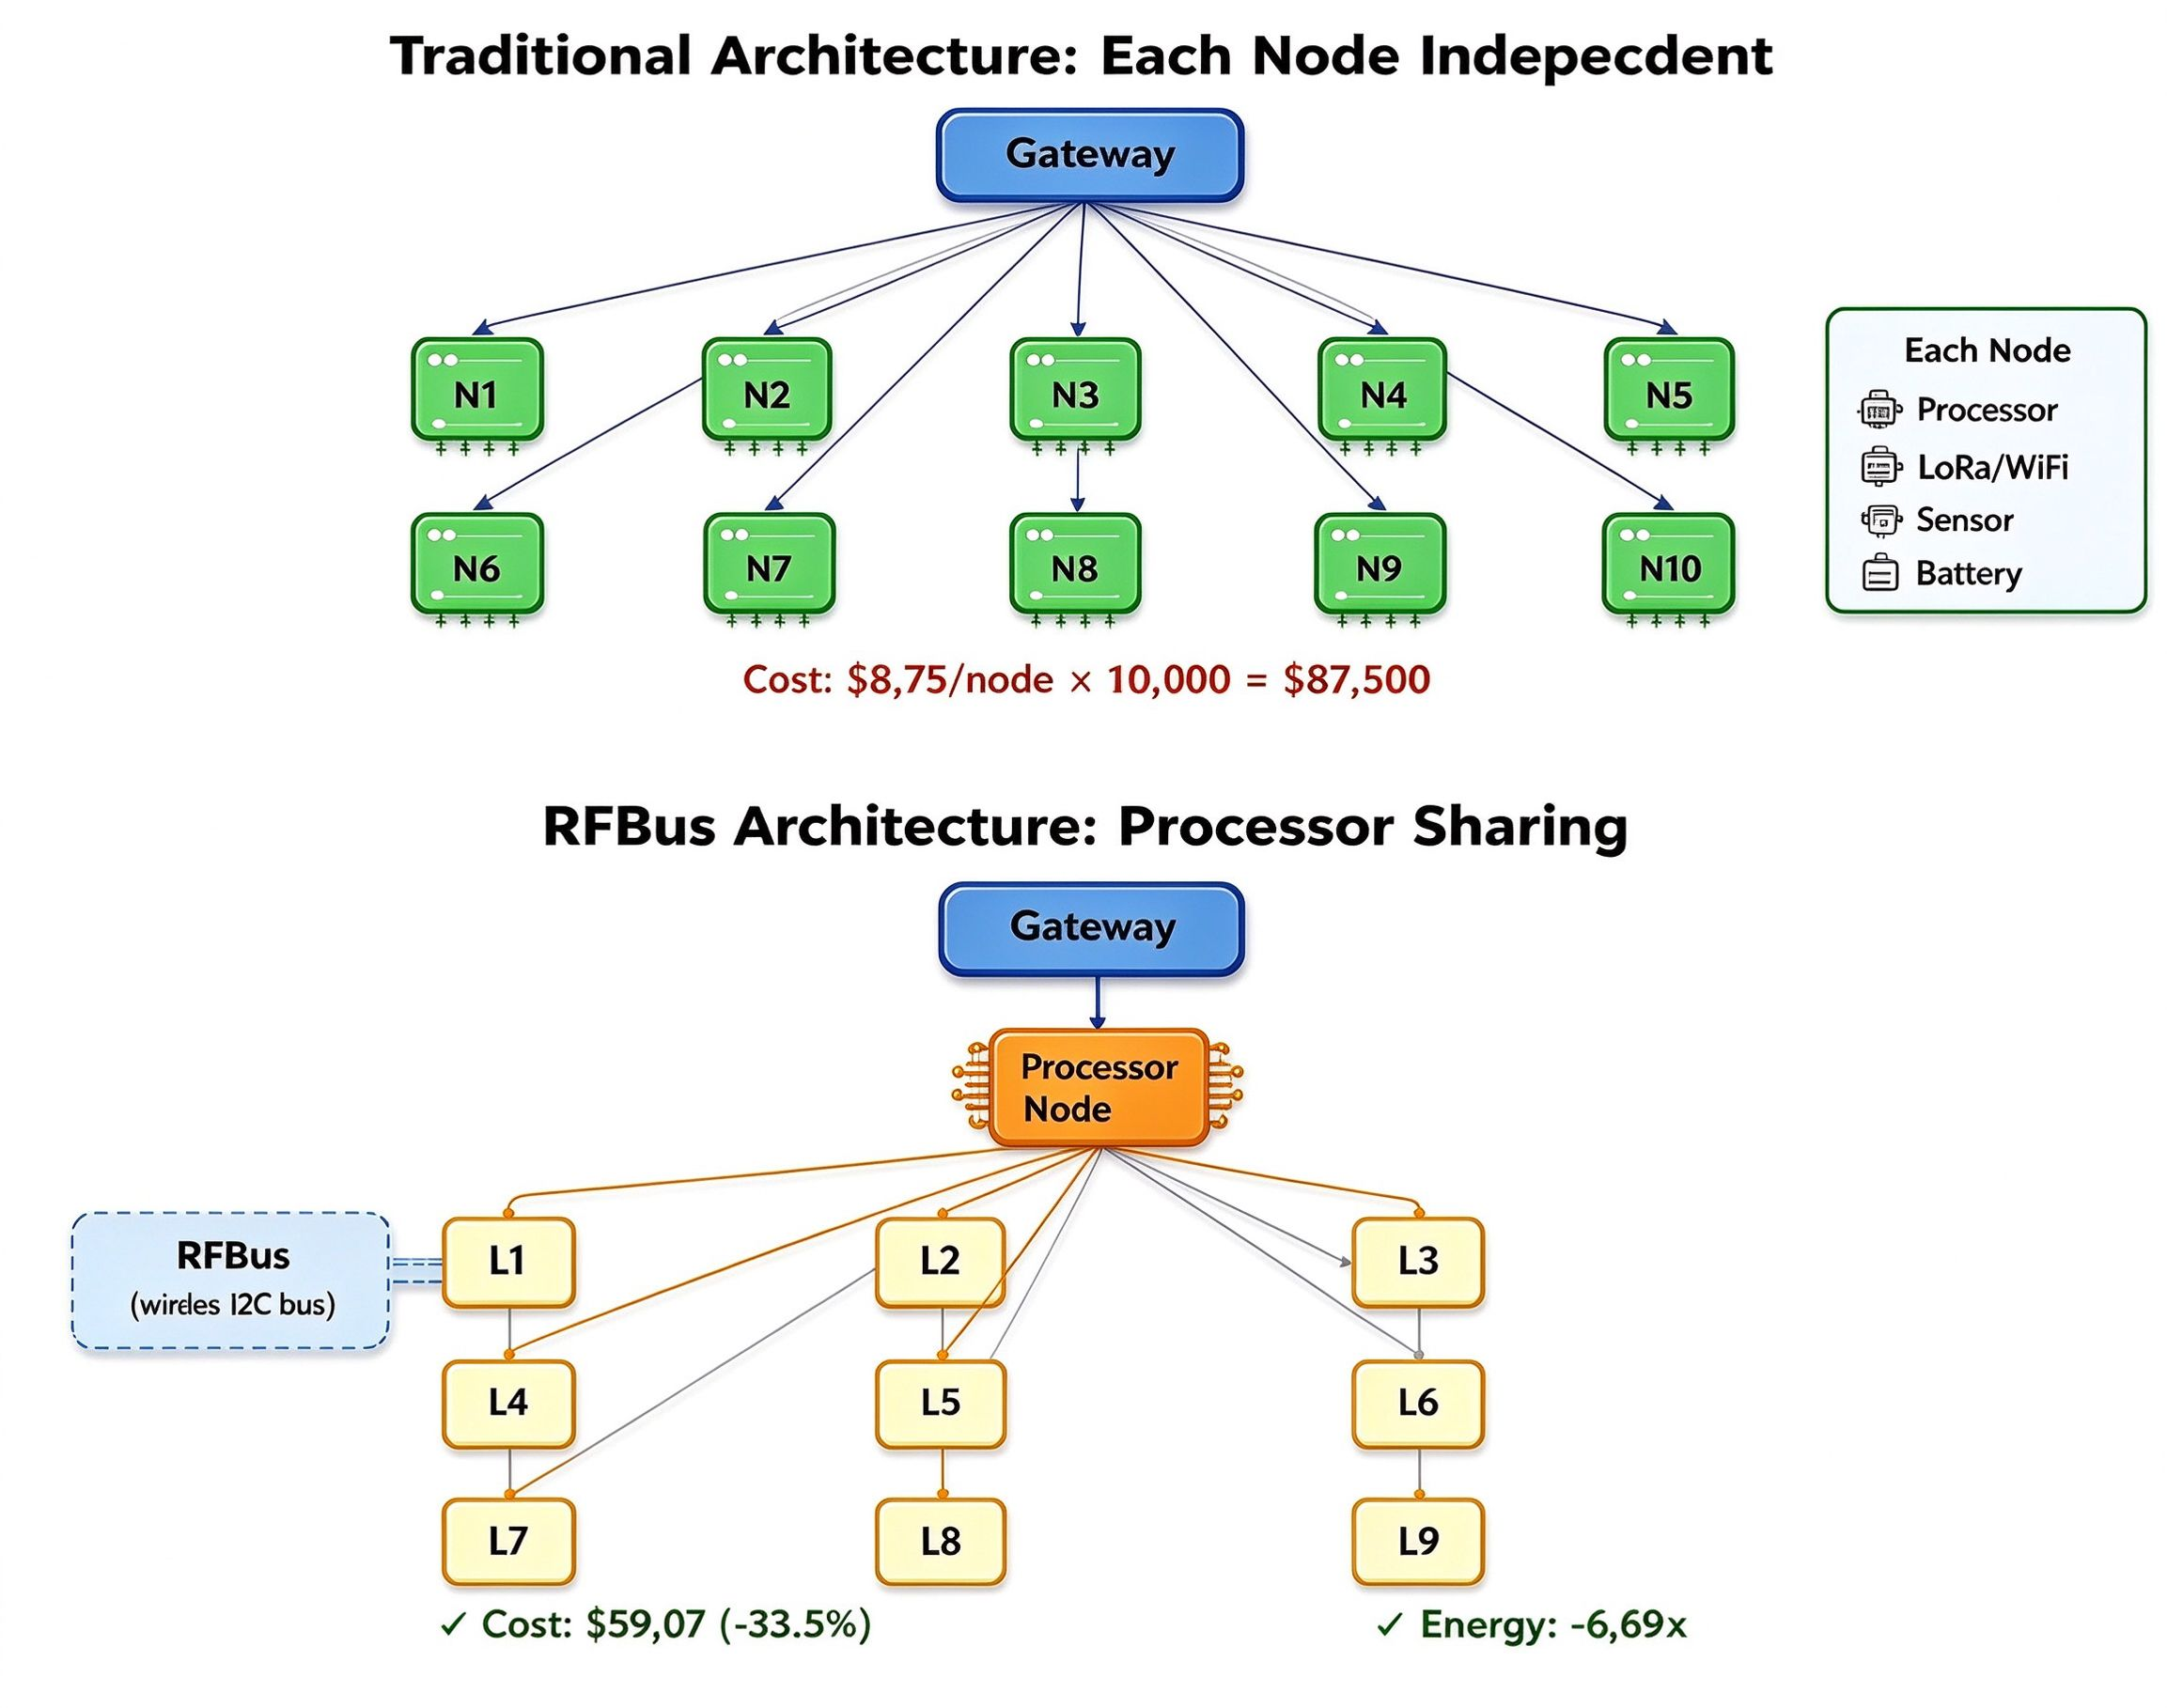 Traditional Architecture: Each Node Indepecdent
Gateway
N1
N2
N3
N4
N5
N6
N7
N8
N9
N10
Each Node
Processor
LoRa/WiFi
Sensor
Battery
Cost: $8,75/node × 10,000 = $87,500
RFBus Architecture: Processor Sharing
Gateway
Processor
Node
RFBus
(wirdes I2C bus)
L1
L2
L3
L4
L5
L6
L7
L8
L9
✓ Cost: $59,07 (-33.5%)
✓ Energy: -6,69x